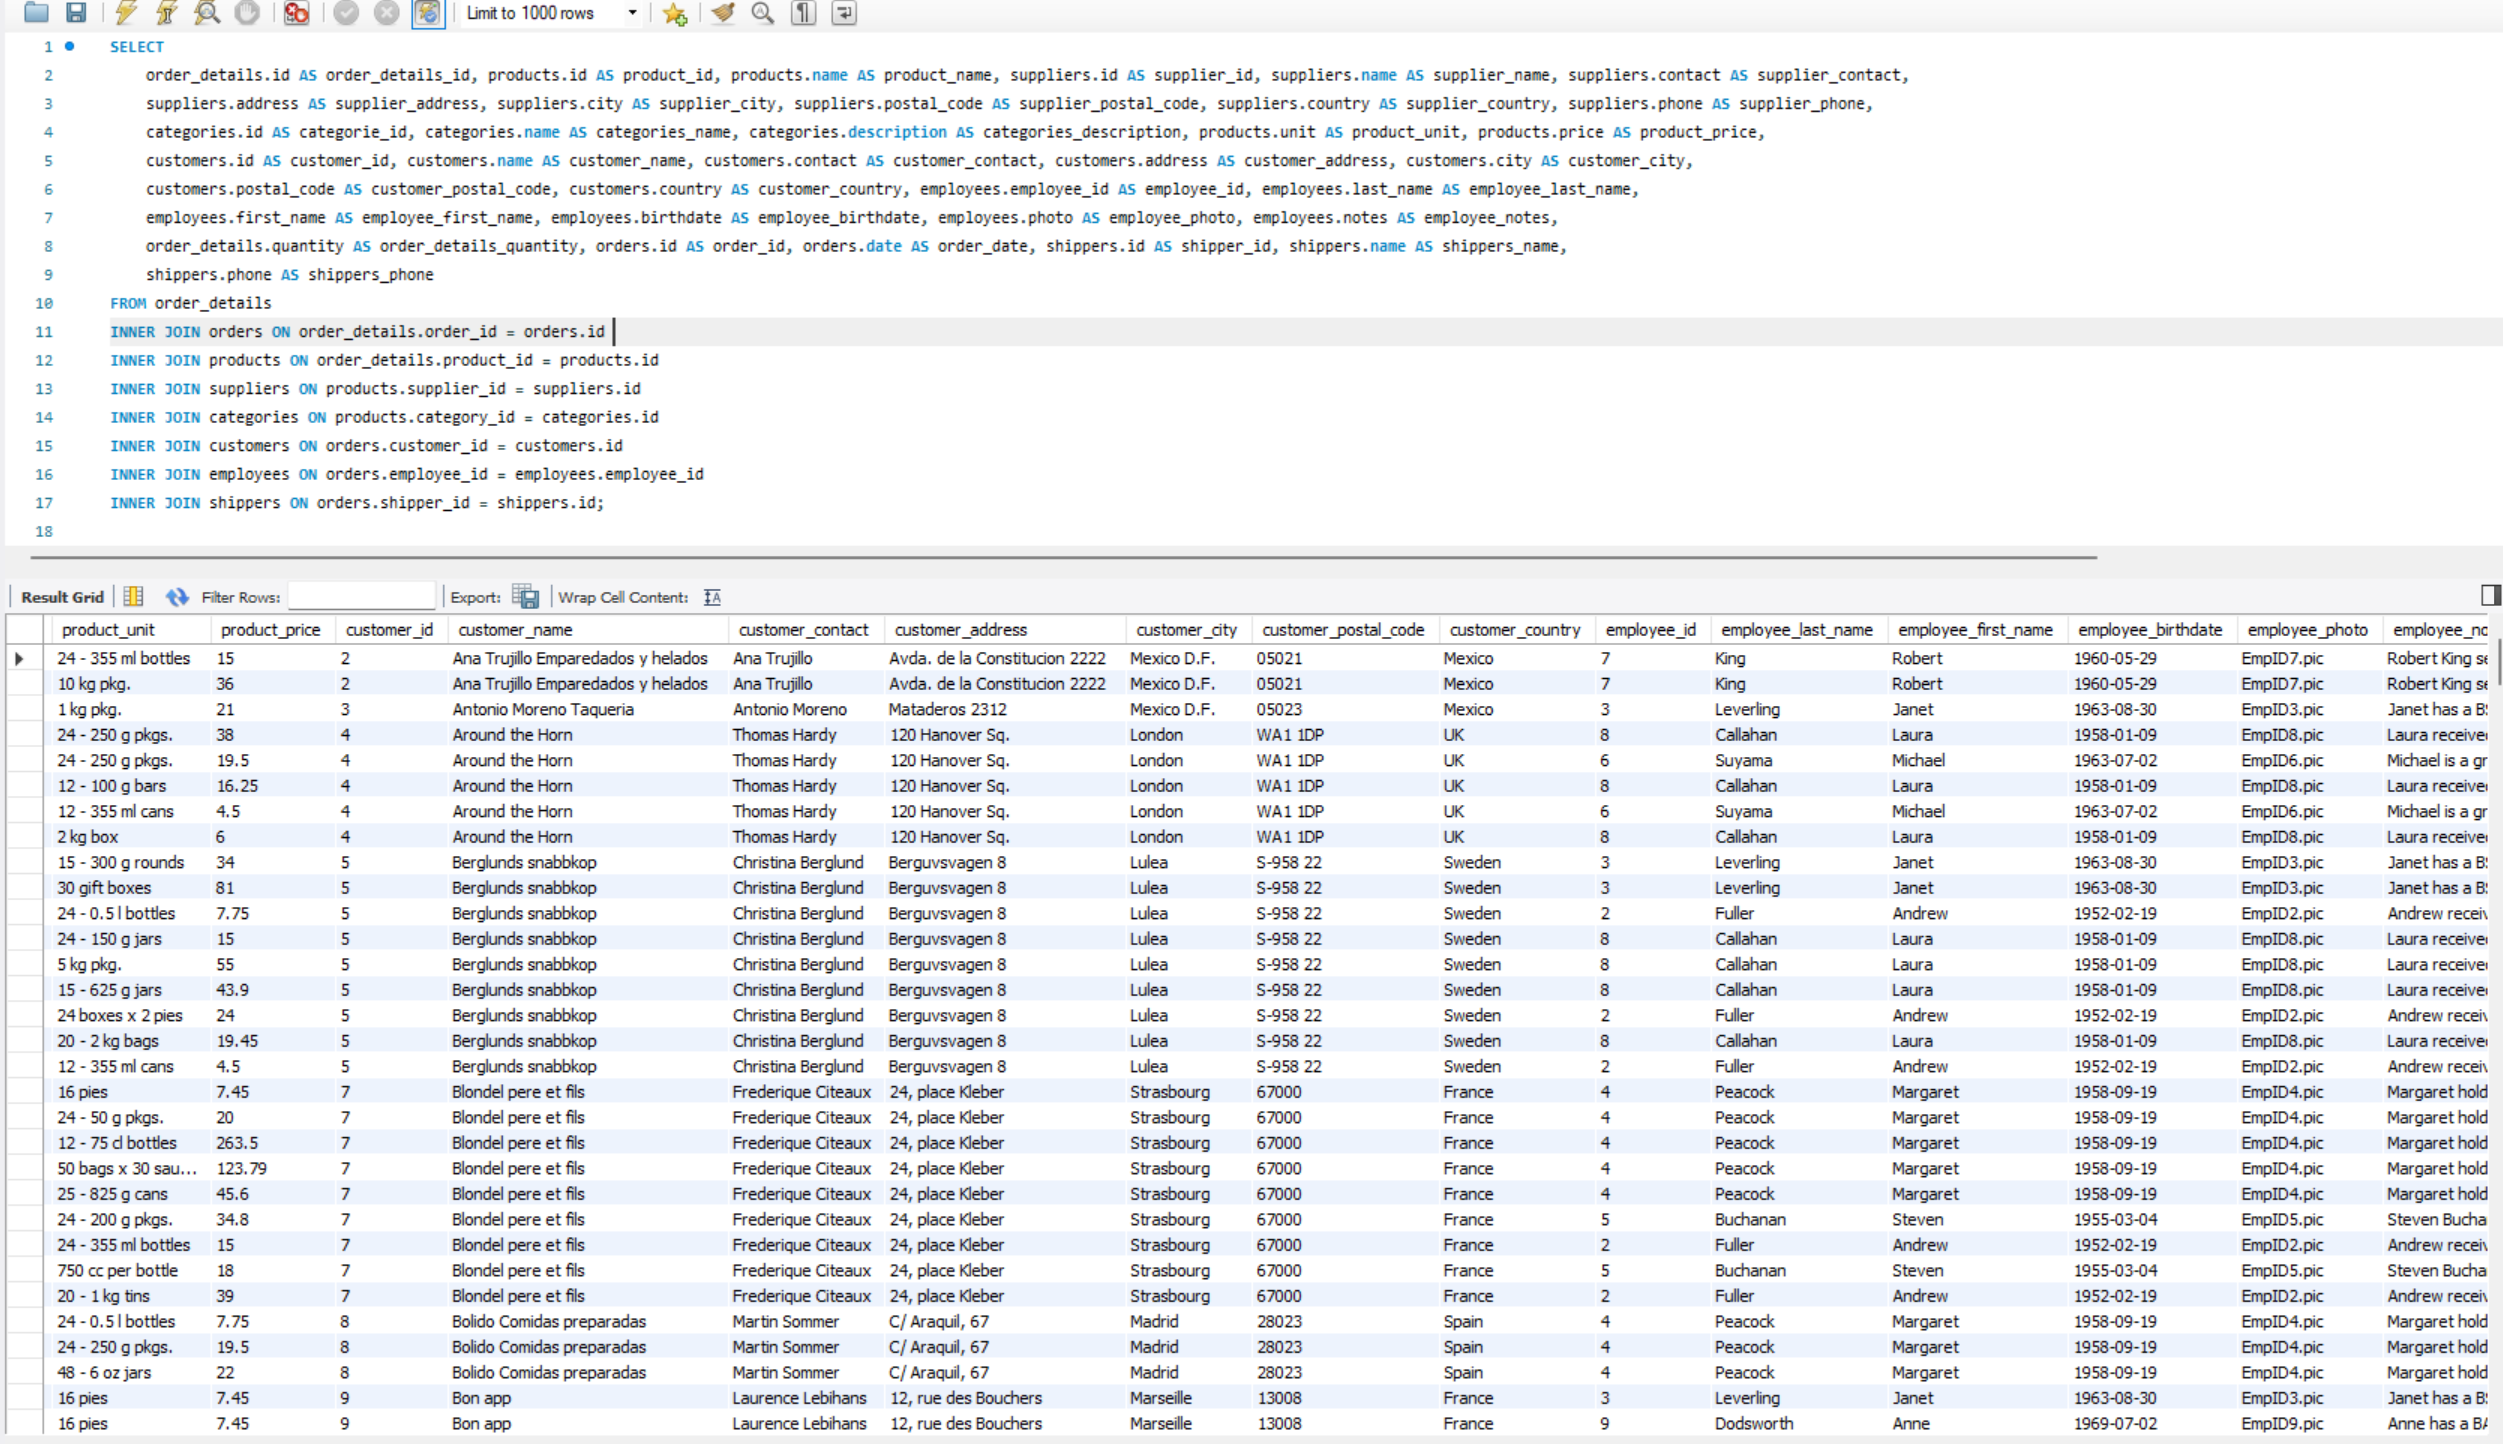 Limit to 1000 rows
1 SELECT
2 order_details.id AS order_details_id, products.id AS product_id, products.name AS product_name, suppliers.id AS supplier_id, suppliers.name AS supplier_name, suppliers.contact AS supplier_contact,
3 suppliers.address AS supplier_address, suppliers.city AS supplier_city, suppliers.postal_code AS supplier_postal_code, suppliers.country AS supplier_country, suppliers.phone AS supplier_phone,
4 categories.id AS categorie_id, categories.name AS categories_name, categories.description AS categories_description, products.unit AS product_unit, products.price AS product_price,
5 customers.id AS customer_id, customers.name AS customer_name, customers.contact AS customer_contact, customers.address AS customer_address, customers.city AS customer_city,
6 customers.postal_code AS customer_postal_code, customers.country AS customer_country, employees.employee_id AS employee_id, employees.last_name AS employee_last_name,
7 employees.first_name AS employee_first_name, employees.birthdate AS employee_birthdate, employees.photo AS employee_photo, employees.notes AS employee_notes,
8 order_details.quantity AS order_details_quantity, orders.id AS order_id, orders.date AS order_date, shippers.id AS shipper_id, shippers.name AS shippers_name,
9 shippers.phone AS shippers_phone
10 FROM order_details
11 INNER JOIN orders ON order_details.order_id = orders.id
12 INNER JOIN products ON order_details.product_id = products.id
13 INNER JOIN suppliers ON products.supplier_id = suppliers.id
14 INNER JOIN categories ON products.category_id = categories.id
15 INNER JOIN customers ON orders.customer_id = customers.id
16 INNER JOIN employees ON orders.employee_id = employees.employee_id
17 INNER JOIN shippers ON orders.shipper_id = shippers.id;
18
Result Grid Filter Rows: Export: Wrap Cell Content:
product_unit product_price customer_id customer_name customer_contact customer_address customer_city customer_postal_code customer_country employee_id employee_last_name employee_first_name employee_birthdate employee_photo employee_no
24 - 355 ml bottles 15 2 Ana Trujillo Emparedados y helados Ana Trujillo Avda. de la Constitucion 2222 Mexico D.F. 05021 Mexico 7 King Robert 1960-05-29 EmpID7.pic Robert King se
10 kg pkg. 36 2 Ana Trujillo Emparedados y helados Ana Trujillo Avda. de la Constitucion 2222 Mexico D.F. 05021 Mexico 7 King Robert 1960-05-29 EmpID7.pic Robert King se
1 kg pkg. 21 3 Antonio Moreno Taqueria Antonio Moreno Mataderos 2312 Mexico D.F. 05023 Mexico 3 Leverling Janet 1963-08-30 EmpID3.pic Janet has a BS
24 - 250 g pkgs. 38 4 Around the Horn Thomas Hardy 120 Hanover Sq. London WA1 1DP UK 8 Callahan Laura 1958-01-09 EmpID8.pic Laura received
24 - 250 g pkgs. 19.5 4 Around the Horn Thomas Hardy 120 Hanover Sq. London WA1 1DP UK 6 Suyama Michael 1963-07-02 EmpID6.pic Michael is a gr
12 - 100 g bars 16.25 4 Around the Horn Thomas Hardy 120 Hanover Sq. London WA1 1DP UK 8 Callahan Laura 1958-01-09 EmpID8.pic Laura received
12 - 355 ml cans 4.5 4 Around the Horn Thomas Hardy 120 Hanover Sq. London WA1 1DP UK 6 Suyama Michael 1963-07-02 EmpID6.pic Michael is a gr
2 kg box 6 4 Around the Horn Thomas Hardy 120 Hanover Sq. London WA1 1DP UK 8 Callahan Laura 1958-01-09 EmpID8.pic Laura received
15 - 300 g rounds 34 5 Berglunds snabbkop Christina Berglund Berguvsvagen 8 Lulea S-958 22 Sweden 3 Leverling Janet 1963-08-30 EmpID3.pic Janet has a BS
30 gift boxes 81 5 Berglunds snabbkop Christina Berglund Berguvsvagen 8 Lulea S-958 22 Sweden 3 Leverling Janet 1963-08-30 EmpID3.pic Janet has a BS
24 - 0.5 l bottles 7.75 5 Berglunds snabbkop Christina Berglund Berguvsvagen 8 Lulea S-958 22 Sweden 2 Fuller Andrew 1952-02-19 EmpID2.pic Andrew receiv
24 - 150 g jars 15 5 Berglunds snabbkop Christina Berglund Berguvsvagen 8 Lulea S-958 22 Sweden 8 Callahan Laura 1958-01-09 EmpID8.pic Laura received
5 kg pkg. 55 5 Berglunds snabbkop Christina Berglund Berguvsvagen 8 Lulea S-958 22 Sweden 8 Callahan Laura 1958-01-09 EmpID8.pic Laura received
15 - 625 g jars 43.9 5 Berglunds snabbkop Christina Berglund Berguvsvagen 8 Lulea S-958 22 Sweden 8 Callahan Laura 1958-01-09 EmpID8.pic Laura received
24 boxes x 2 pies 24 5 Berglunds snabbkop Christina Berglund Berguvsvagen 8 Lulea S-958 22 Sweden 2 Fuller Andrew 1952-02-19 EmpID2.pic Andrew receiv
20 - 2 kg bags 19.45 5 Berglunds snabbkop Christina Berglund Berguvsvagen 8 Lulea S-958 22 Sweden 8 Callahan Laura 1958-01-09 EmpID8.pic Laura received
12 - 355 ml cans 4.5 5 Berglunds snabbkop Christina Berglund Berguvsvagen 8 Lulea S-958 22 Sweden 2 Fuller Andrew 1952-02-19 EmpID2.pic Andrew receiv
16 pies 7.45 7 Blondel pere et fils Frederique Citeaux 24, place Kleber Strasbourg 67000 France 4 Peacock Margaret 1958-09-19 EmpID4.pic Margaret hold
24 - 50 g pkgs. 20 7 Blondel pere et fils Frederique Citeaux 24, place Kleber Strasbourg 67000 France 4 Peacock Margaret 1958-09-19 EmpID4.pic Margaret hold
12 - 75 cl bottles 263.5 7 Blondel pere et fils Frederique Citeaux 24, place Kleber Strasbourg 67000 France 4 Peacock Margaret 1958-09-19 EmpID4.pic Margaret hold
50 bags x 30 sau... 123.79 7 Blondel pere et fils Frederique Citeaux 24, place Kleber Strasbourg 67000 France 4 Peacock Margaret 1958-09-19 EmpID4.pic Margaret hold
25 - 825 g cans 45.6 7 Blondel pere et fils Frederique Citeaux 24, place Kleber Strasbourg 67000 France 4 Peacock Margaret 1958-09-19 EmpID4.pic Margaret hold
24 - 200 g pkgs. 34.8 7 Blondel pere et fils Frederique Citeaux 24, place Kleber Strasbourg 67000 France 5 Buchanan Steven 1955-03-04 EmpID5.pic Steven Bucha
24 - 355 ml bottles 15 7 Blondel pere et fils Frederique Citeaux 24, place Kleber Strasbourg 67000 France 2 Fuller Andrew 1952-02-19 EmpID2.pic Andrew receiv
750 cc per bottle 18 7 Blondel pere et fils Frederique Citeaux 24, place Kleber Strasbourg 67000 France 5 Buchanan Steven 1955-03-04 EmpID5.pic Steven Bucha
20 - 1 kg tins 39 7 Blondel pere et fils Frederique Citeaux 24, place Kleber Strasbourg 67000 France 2 Fuller Andrew 1952-02-19 EmpID2.pic Andrew receiv
24 - 0.5 l bottles 7.75 8 Bolido Comidas preparadas Martin Sommer C/ Araquil, 67 Madrid 28023 Spain 4 Peacock Margaret 1958-09-19 EmpID4.pic Margaret hold
24 - 250 g pkgs. 19.5 8 Bolido Comidas preparadas Martin Sommer C/ Araquil, 67 Madrid 28023 Spain 4 Peacock Margaret 1958-09-19 EmpID4.pic Margaret hold
48 - 6 oz jars 22 8 Bolido Comidas preparadas Martin Sommer C/ Araquil, 67 Madrid 28023 Spain 4 Peacock Margaret 1958-09-19 EmpID4.pic Margaret hold
16 pies 7.45 9 Bon app Laurence Lebihans 12, rue des Bouchers Marseille 13008 France 3 Leverling Janet 1963-08-30 EmpID3.pic Janet has a BS
16 pies 7.45 9 Bon app Laurence Lebihans 12, rue des Bouchers Marseille 13008 France 9 Dodsworth Anne 1969-07-02 EmpID9.pic Anne has a BA